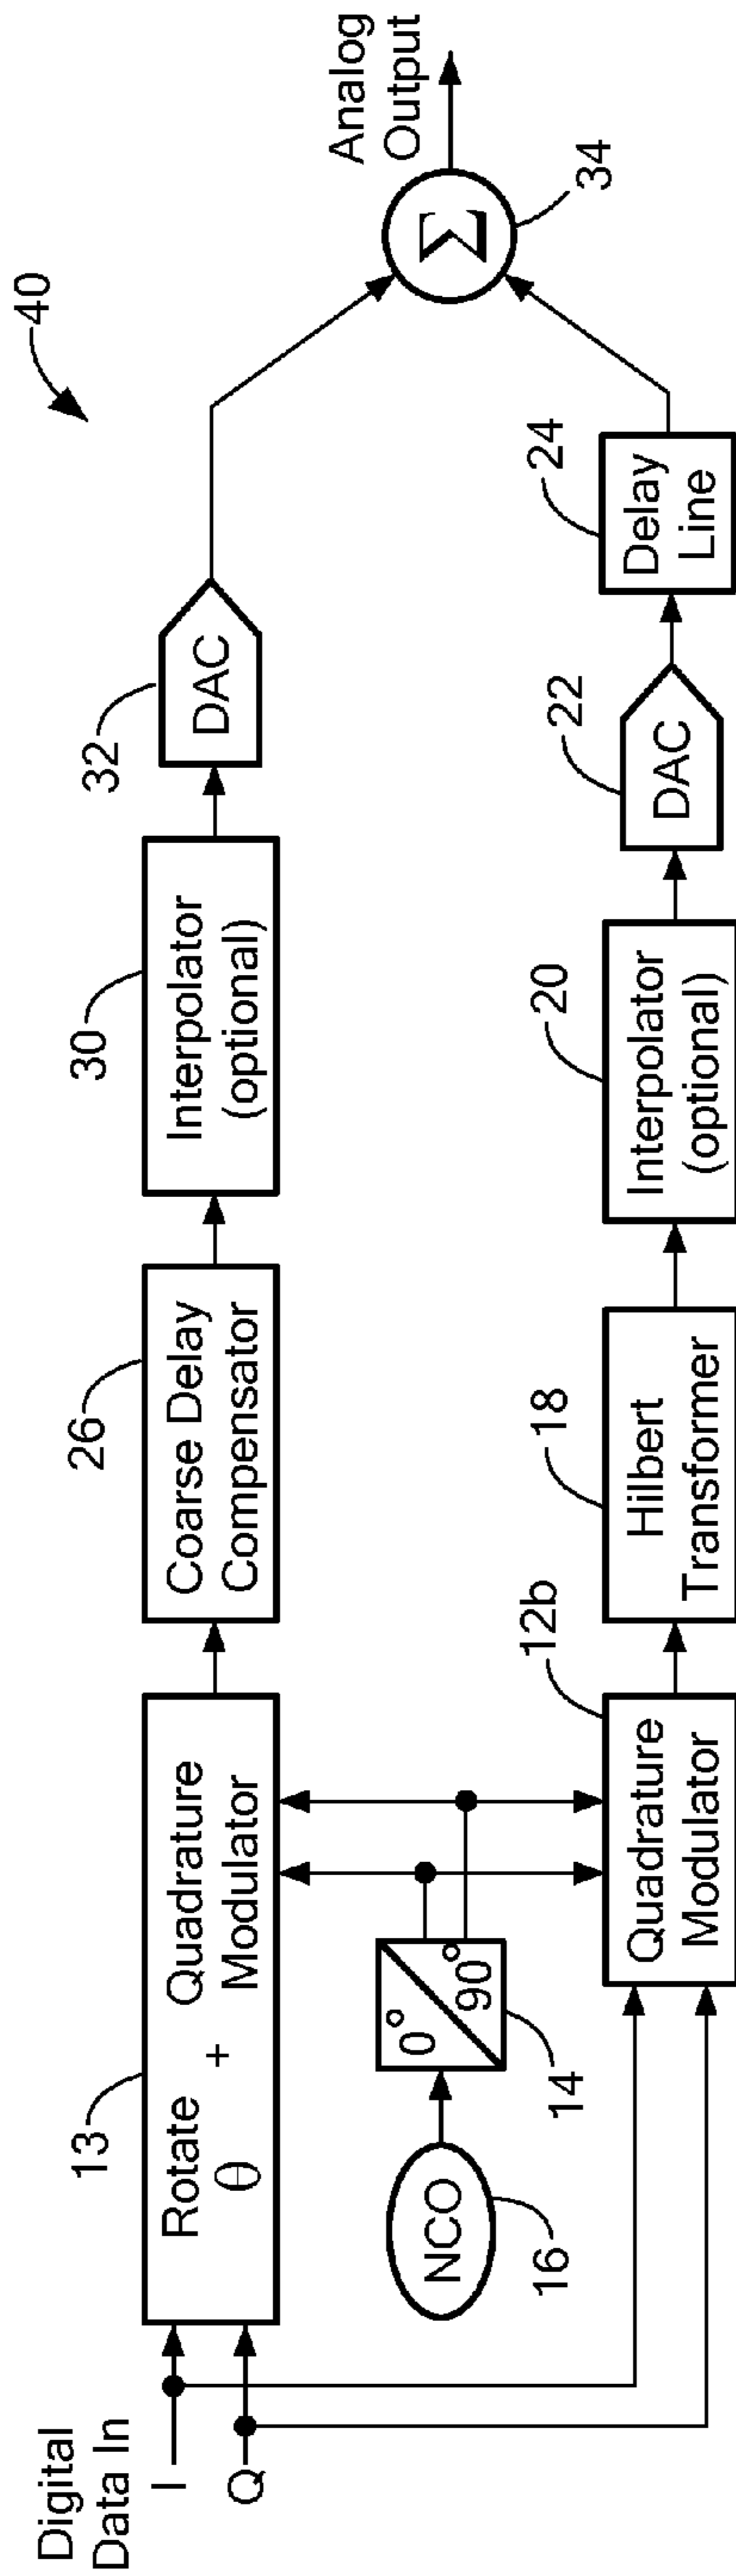 40
Digital
Data In
I
Q
13
Rotate
θ
+
Quadrature
Modulator
26
Coarse Delay
Compensator
30
Interpolator
(optional)
32
DAC
NCO
16
0°
90°
14
12b
Quadrature
Modulator
18
Hilbert
Transformer
20
Interpolator
(optional)
22
DAC
24
Delay
Line
Σ
34
Analog
Output